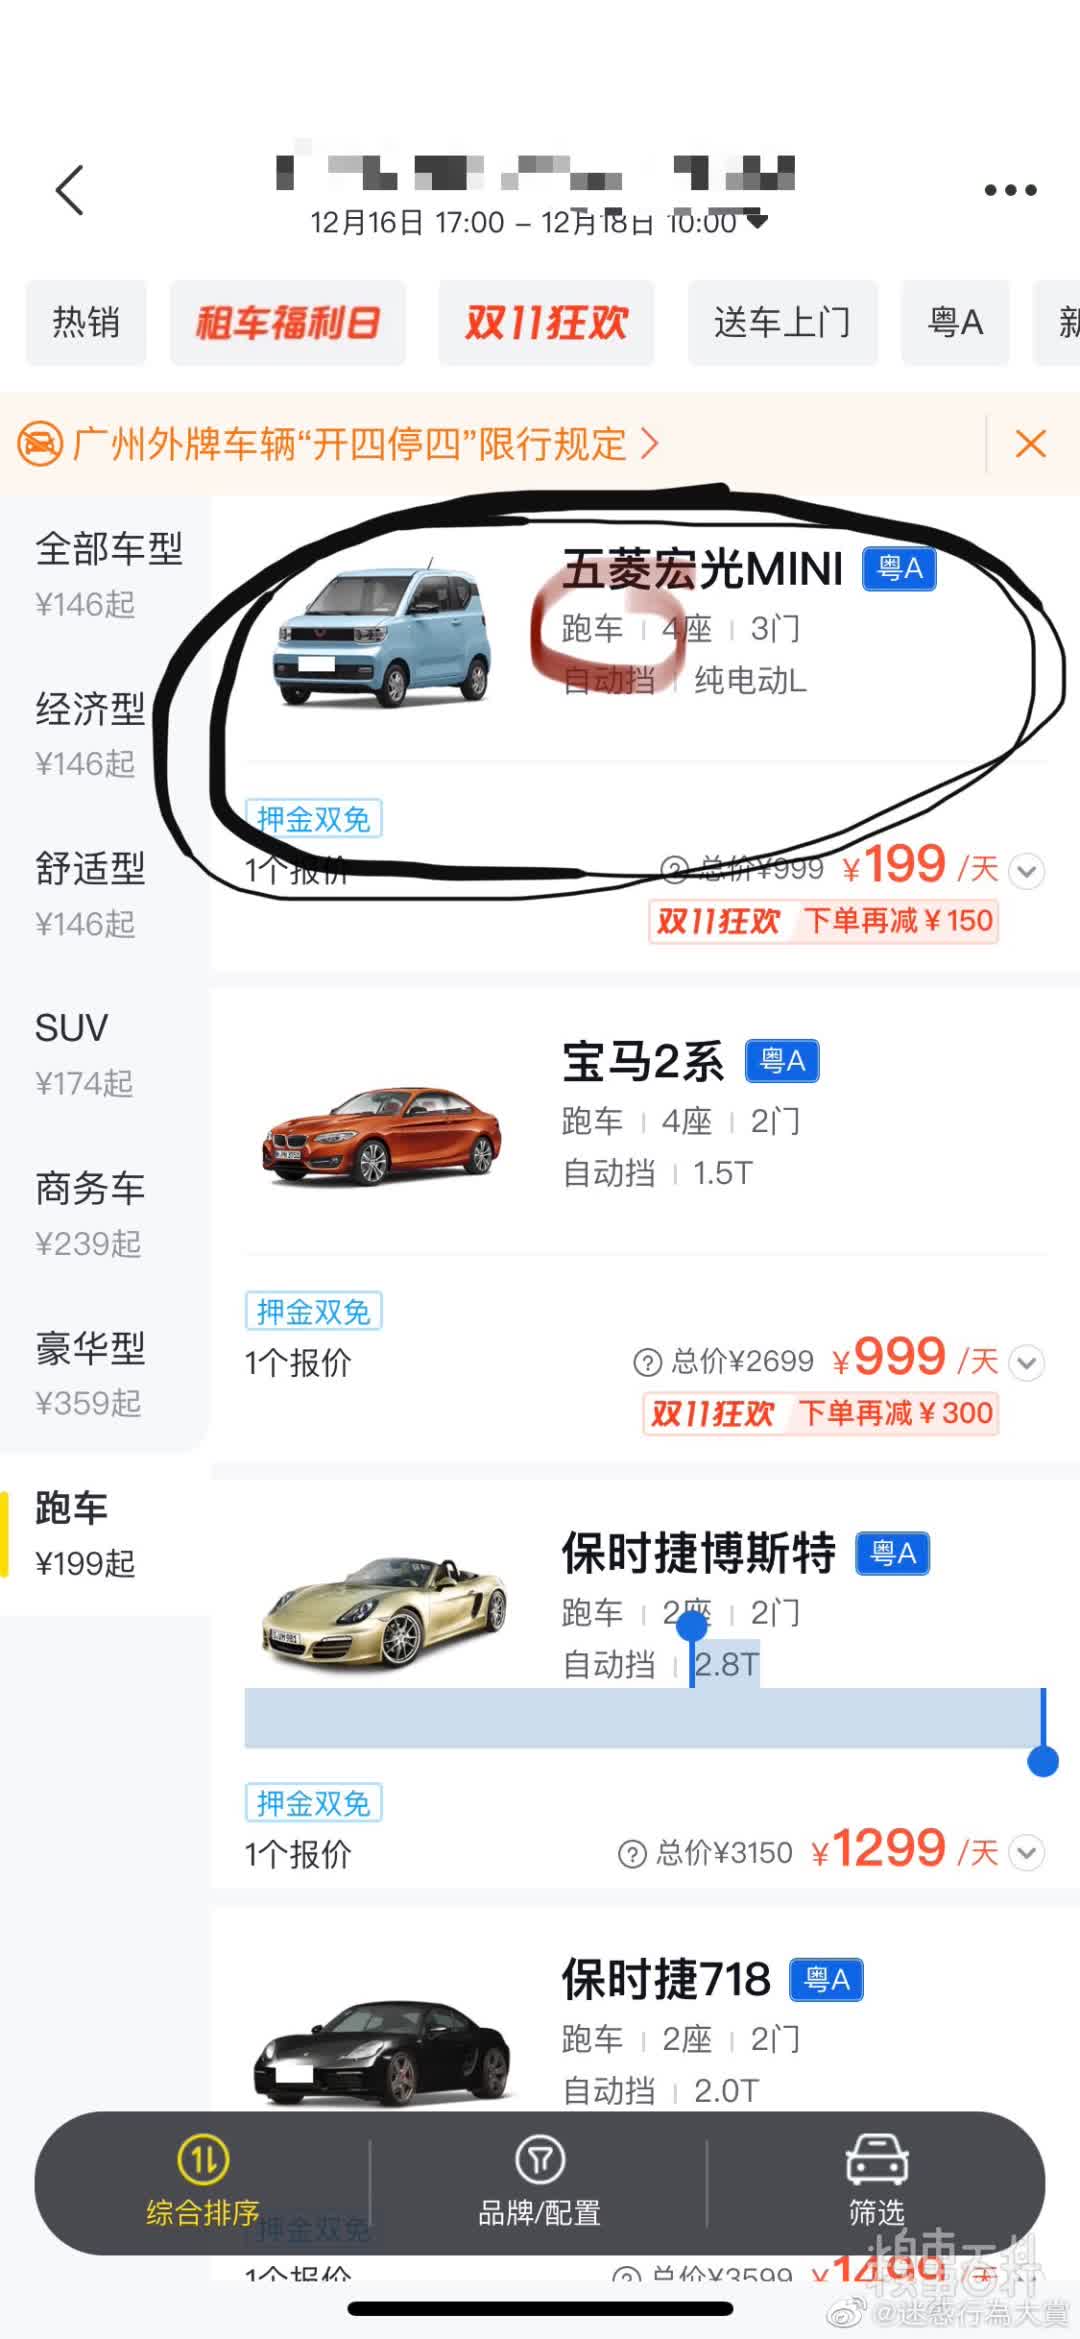 12月16日 17:00 – 12月18日 10:00
热销
租车福利日
双11狂欢
送车上门
粤A
新
广州外牌车辆“开四停四”限行规定
全部车型
¥146起
经济型
¥146起
舒适型
¥146起
SUV
¥174起
商务车
¥239起
豪华型
¥359起
跑车
¥199起
五菱宏光MINI 粤A
跑车 | 4座 | 3门
自动挡 | 纯电动L
押金双免
1个报价
总价¥999 ¥199 /天
双11狂欢 下单再减¥150
宝马2系 粤A
跑车 | 4座 | 2门
自动挡 | 1.5T
押金双免
1个报价
总价¥2699 ¥999 /天
双11狂欢 下单再减¥300
保时捷博斯特 粤A
跑车 | 2座 | 2门
自动挡 | 2.8T
押金双免
1个报价
总价¥3150 ¥1299 /天
保时捷718 粤A
跑车 | 2座 | 2门
自动挡 | 2.0T
押金双免
1个报价
总价¥3599 ¥1499 /天
综合排序
品牌/配置
筛选
糗事百科
@迷惑行為大賞